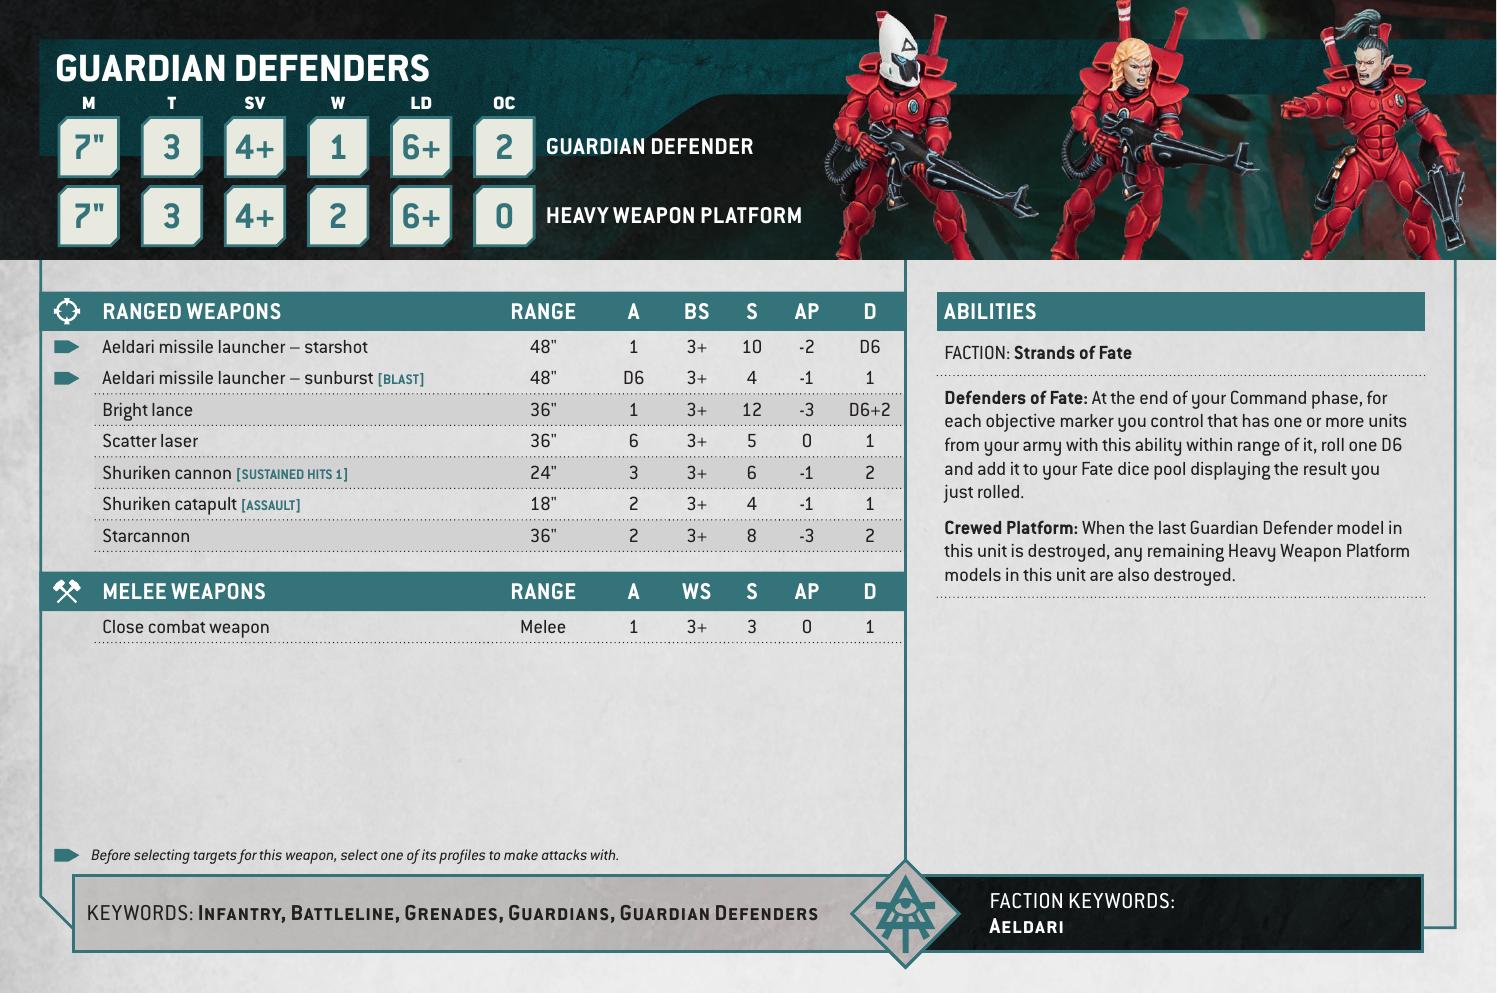 GUARDIAN DEFENDERS
M T SV W LD OC
7" 3 4+ 1 6+ 2 GUARDIAN DEFENDER
7" 3 4+ 2 6+ 0 HEAVY WEAPON PLATFORM
RANGED WEAPONS RANGE A BS S AP D
Aeldari missile launcher – starshot 48" 1 3+ 10 -2 D6
Aeldari missile launcher – sunburst [BLAST] 48" D6 3+ 4 -1 1
Bright lance 36" 1 3+ 12 -3 D6+2
Scatter laser 36" 6 3+ 5 0 1
Shuriken cannon [SUSTAINED HITS 1] 24" 3 3+ 6 -1 2
Shuriken catapult [ASSAULT] 18" 2 3+ 4 -1 1
Starcannon 36" 2 3+ 8 -3 2
MELEE WEAPONS RANGE A WS S AP D
Close combat weapon Melee 1 3+ 3 0 1
Before selecting targets for this weapon, select one of its profiles to make attacks with.
ABILITIES
FACTION: Strands of Fate
Defenders of Fate: At the end of your Command phase, for
each objective marker you control that has one or more units
from your army with this ability within range of it, roll one D6
and add it to your Fate dice pool displaying the result you
just rolled.
Crewed Platform: When the last Guardian Defender model in
this unit is destroyed, any remaining Heavy Weapon Platform
models in this unit are also destroyed.
KEYWORDS: INFANTRY, BATTLELINE, GRENADES, GUARDIANS, GUARDIAN DEFENDERS
FACTION KEYWORDS:
AELDARI